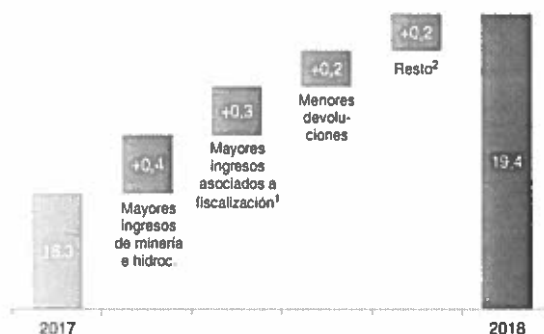 +0,2
Resto²
+0,2
Menores
devolu-
ciones
+0,3
Mayores
ingresos
asociados a
fiscalización¹
+0,4
Mayores
ingresos
de minería
e hidroc.
18,3
19,4
2017
2018